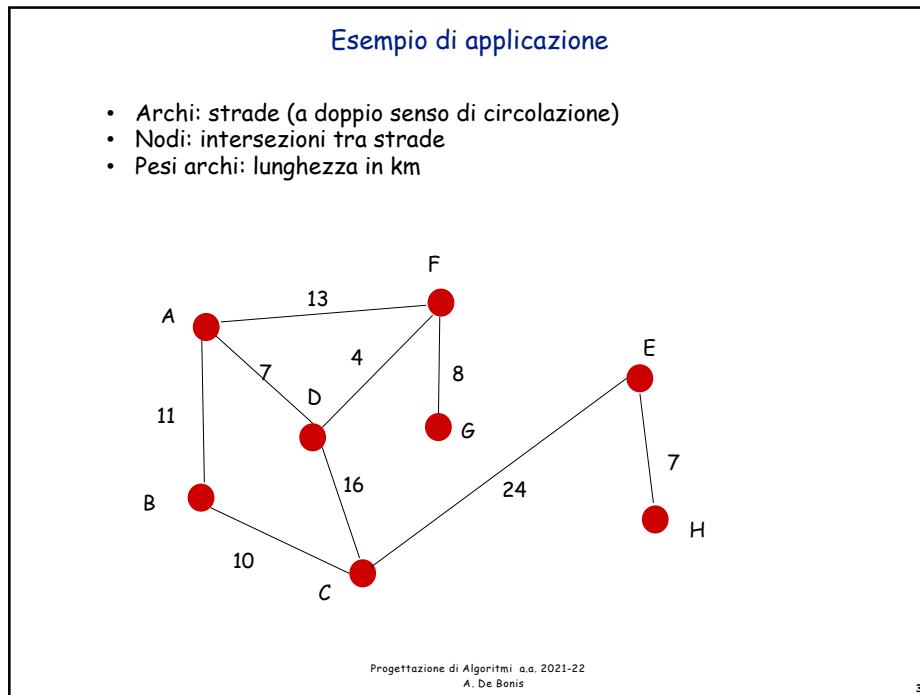 Esempio di applicazione
• Archi: strade (a doppio senso di circolazione)
• Nodi: intersezioni tra strade
• Pesi archi: lunghezza in km
F
13
A
E
4
7
8
D
11
G
7
16
24
B
H
10
C
Progettazione di Algoritmi a.a. 2021-22
A. De Bonis
3